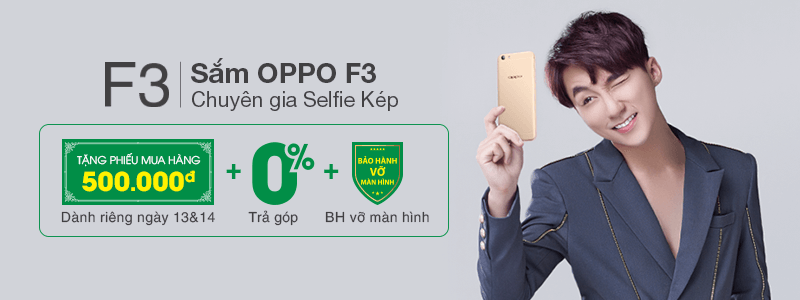 F3
Sắm OPPO F3
Chuyên gia Selfie Kép
TẶNG PHIẾU MUA HÀNG
500.000đ
Dành riêng ngày 13&14
+
0%
Trả góp
+
BẢO HÀNH
VỠ
MÀN HÌNH
BH vỡ màn hình
OPPO